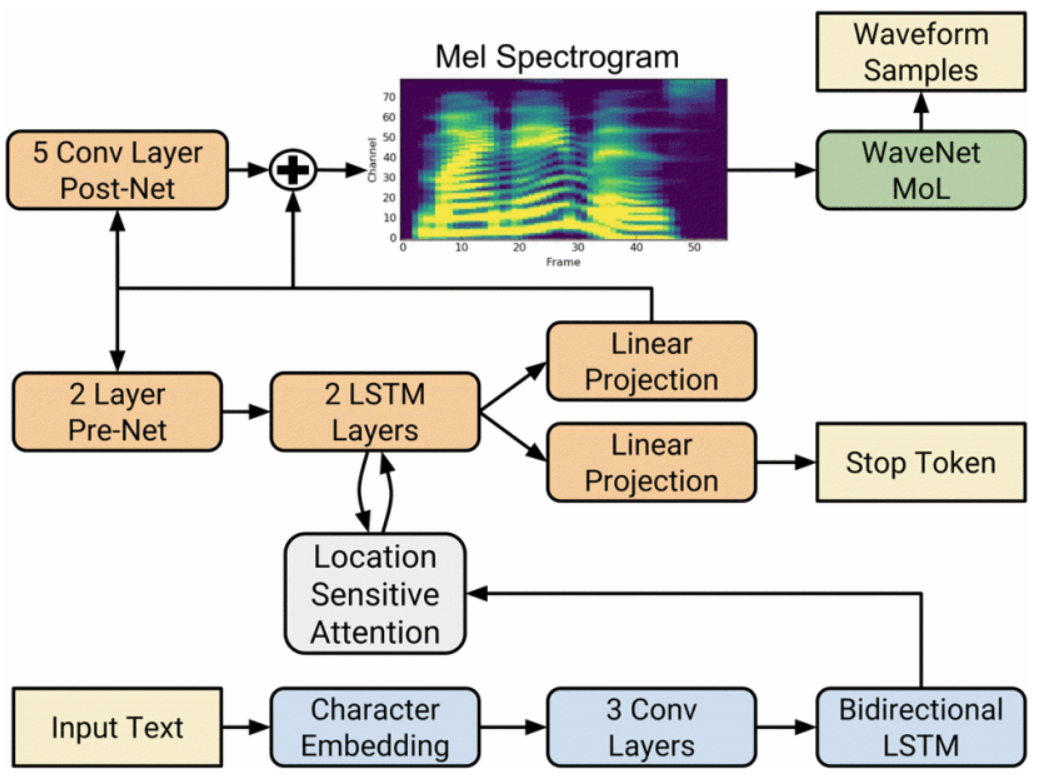 Waveform
Samples
Mel Spectrogram
5 Conv Layer
Post-Net
WaveNet
MoL
Channel
70
60
50
40
30
20
10
0
0 10 20 30 40 50
Frame
Linear
Projection
2 Layer
Pre-Net
2 LSTM
Layers
Linear
Projection
Stop Token
Location
Sensitive
Attention
Input Text
Character
Embedding
3 Conv
Layers
Bidirectional
LSTM